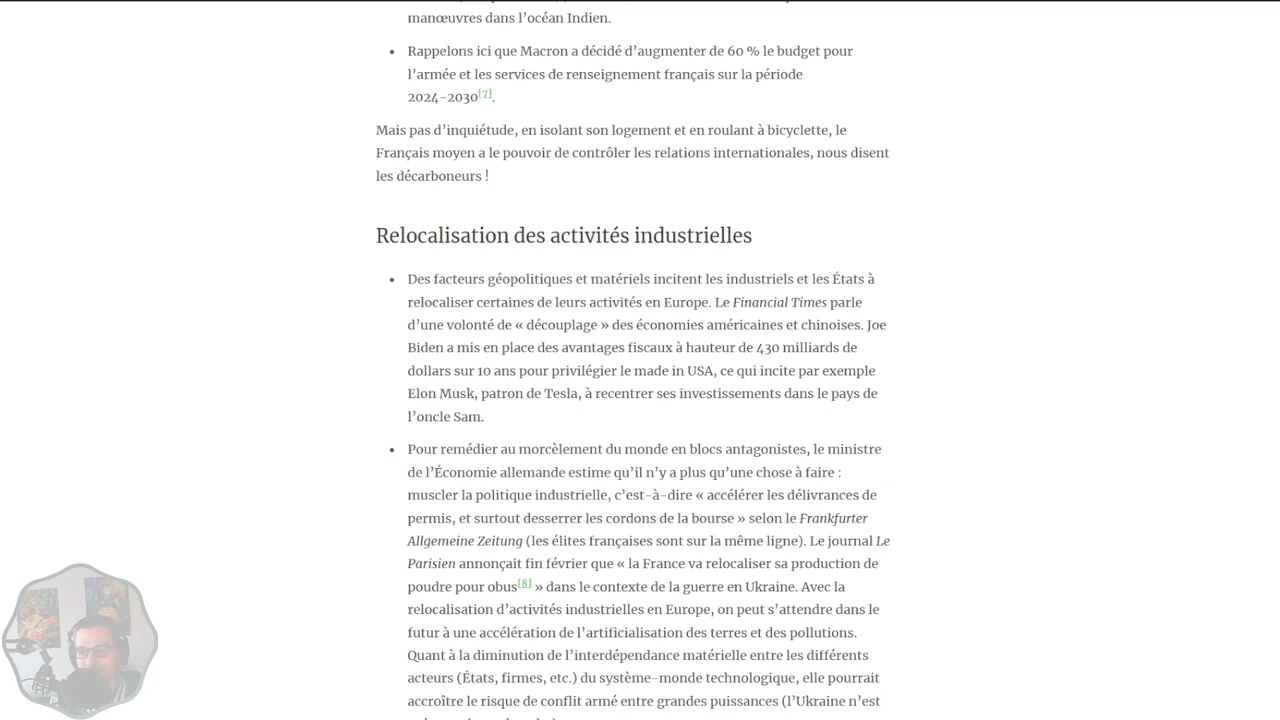 manœuvres dans l’océan Indien.
• Rappelons ici que Macron a décidé d’augmenter de 60 % le budget pour
l’armée et les services de renseignement français sur la période
2024-2030[7].
Mais pas d’inquiétude, en isolant son logement et en roulant à bicyclette, le
Français moyen a le pouvoir de contrôler les relations internationales, nous disent
les décarboneurs !
Relocalisation des activités industrielles
• Des facteurs géopolitiques et matériels incitent les industriels et les États à
relocaliser certaines de leurs activités en Europe. Le Financial Times parle
d’une volonté de « découplage » des économies américaines et chinoises. Joe
Biden a mis en place des avantages fiscaux à hauteur de 430 milliards de
dollars sur 10 ans pour privilégier le made in USA, ce qui incite par exemple
Elon Musk, patron de Tesla, à recentrer ses investissements dans le pays de
l’oncle Sam.
• Pour remédier au morcèlement du monde en blocs antagonistes, le ministre
de l’Économie allemande estime qu’il n’y a plus qu’une chose à faire :
muscler la politique industrielle, c’est-à-dire « accélérer les délivrances de
permis, et surtout desserrer les cordons de la bourse » selon le Frankfurter
Allgemeine Zeitung (les élites françaises sont sur la même ligne). Le journal Le
Parisien annonçait fin février que « la France va relocaliser sa production de
poudre pour obus[8] » dans le contexte de la guerre en Ukraine. Avec la
relocalisation d’activités industrielles en Europe, on peut s’attendre dans le
futur à une accélération de l’artificialisation des terres et des pollutions.
Quant à la diminution de l’interdépendance matérielle entre les différents
acteurs (États, firmes, etc.) du système-monde technologique, elle pourrait
accroître le risque de conflit armé entre grandes puissances (l’Ukraine n’est